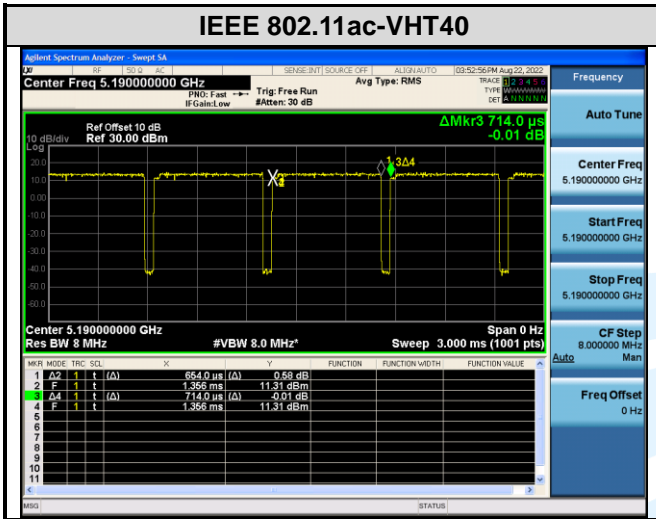 IEEE 802.11ac-VHT40
Agilent Spectrum Analyzer - Swept SA
RF 50 Ω AC SENSE:INT SOURCE OFF ALIGN AUTO 03:52:56 PM Aug 22, 2022
Center Freq 5.190000000 GHz
PNO: Fast
IFGain:Low
Trig: Free Run
#Atten: 30 dB
Avg Type: RMS
TRACE 1 2 3 4 5 6
TYPE
DET A N N N N N
Frequency
Auto Tune
ΔMkr3 714.0 µs
-0.01 dB
Ref Offset 10 dB
10 dB/div Ref 30.00 dBm
Log
20.0
10.0
0.00
-10.0
-20.0
-30.0
-40.0
-50.0
-60.0
3Δ4
Center Freq
5.190000000 GHz
Start Freq
5.190000000 GHz
Stop Freq
5.190000000 GHz
Center 5.190000000 GHz Span 0 Hz
Res BW 8 MHz #VBW 8.0 MHz* Sweep 3.000 ms (1001 pts)
CF Step
8.000000 MHz
Auto Man
Freq Offset
0 Hz
MKR MODE TRC SCL X Y FUNCTION FUNCTION WIDTH FUNCTION VALUE
1 Δ2 1 t (Δ) 654.0 µs (Δ) 0.58 dB
2 F 1 t 1.356 ms 11.31 dBm
3 Δ4 1 t (Δ) 714.0 µs (Δ) -0.01 dB
4 F 1 t 1.356 ms 11.31 dBm
5
6
7
8
9
10
11
MSG STATUS